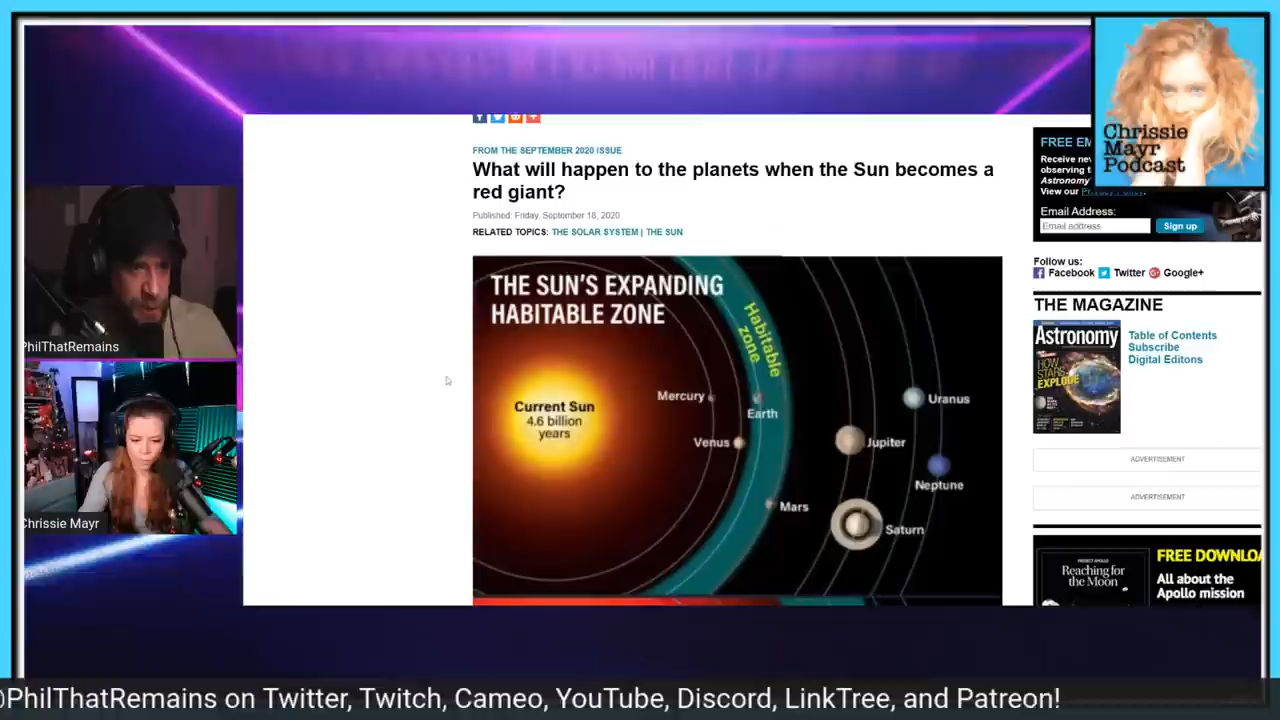 FROM THE SEPTEMBER 2020 ISSUE
What will happen to the planets when the Sun becomes a
red giant?
Published: Friday, September 18, 2020
RELATED TOPICS: THE SOLAR SYSTEM | THE SUN
THE SUN'S EXPANDING
HABITABLE ZONE
Habitable
zone
Current Sun
4.6 billion
years
Mercury
Venus
Earth
Mars
Jupiter
Saturn
Uranus
Neptune
Chrissie
Mayr
Podcast
FREE EM
Receive nev
observing t
Astronomy'
View our Privacy Policy.
Email Address:
Email address
Sign up
Follow us:
Facebook Twitter Google+
THE MAGAZINE
Astronomy
HOW
STARS
EXPLODE
Table of Contents
Subscribe
Digital Editons
ADVERTISEMENT
ADVERTISEMENT
PROJECT APOLLO
Reaching for
the Moon
FREE DOWNLOA
All about the
Apollo mission
PhilThatRemains
Chrissie Mayr
@PhilThatRemains on Twitter, Twitch, Cameo, YouTube, Discord, LinkTree, and Patreon!